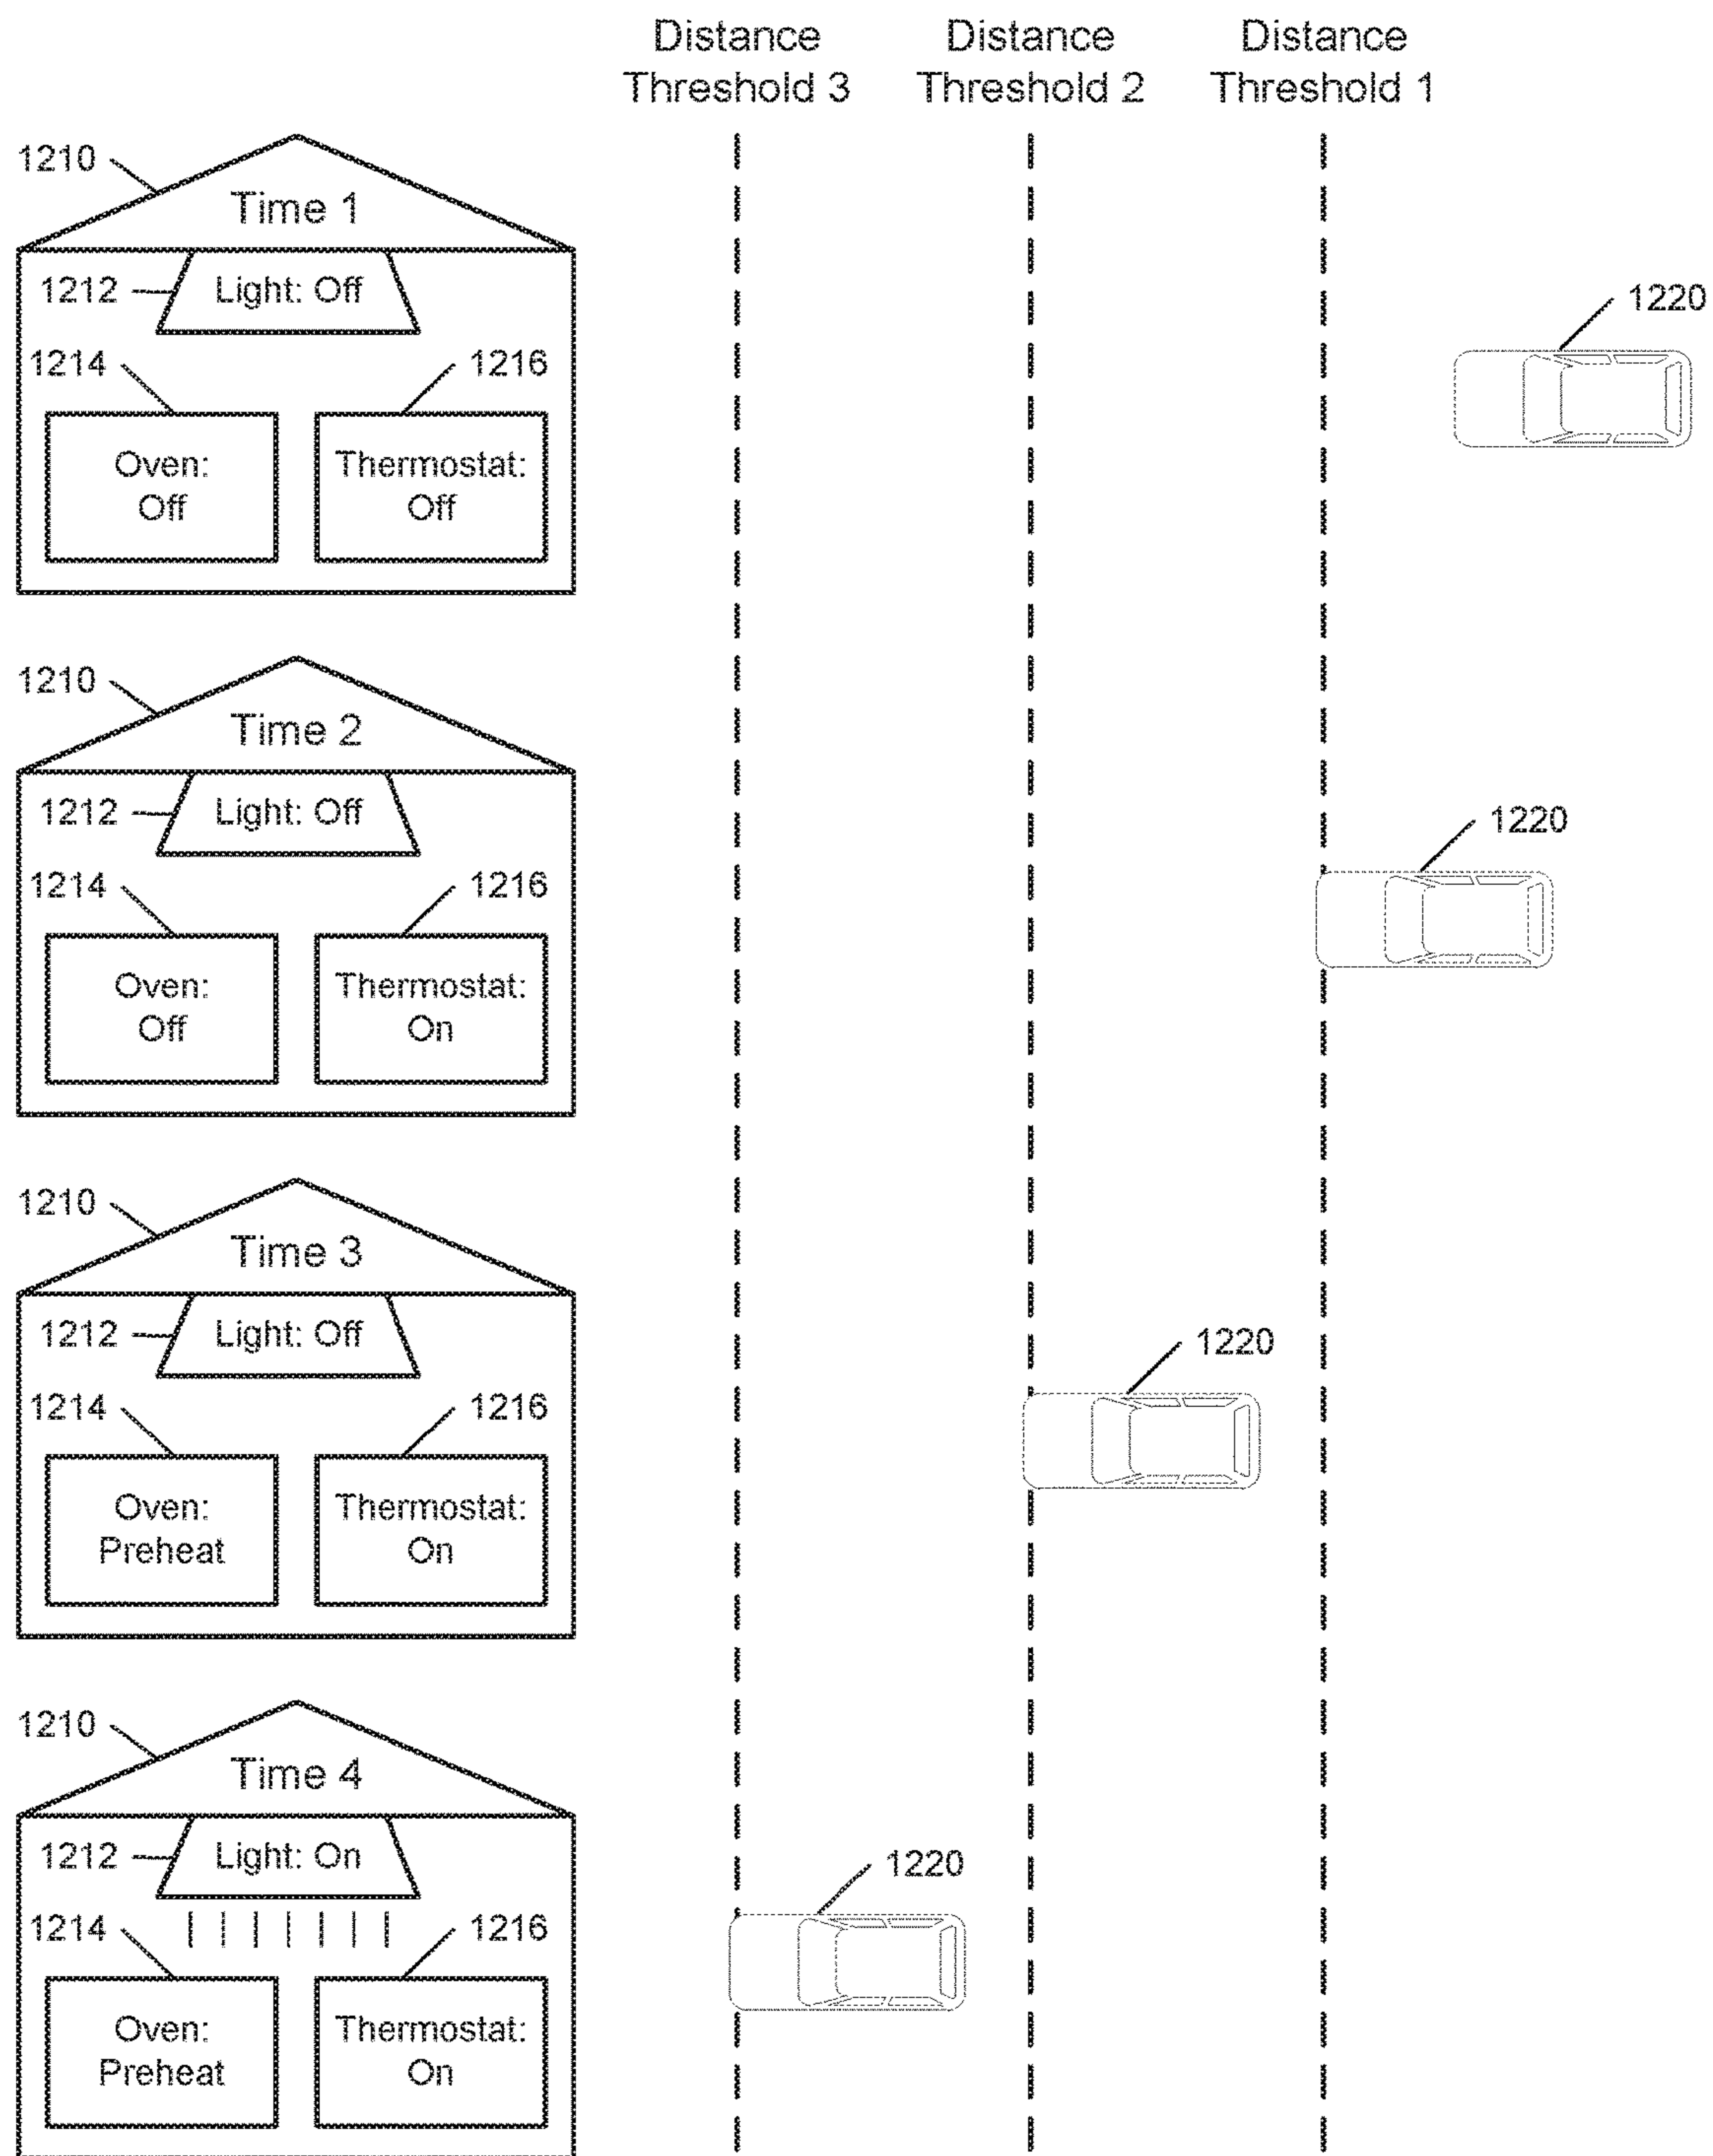 Distance
Threshold 3
Distance
Threshold 2
Distance
Threshold 1
1210
Time 1
1212
Light: Off
1220
1214
1216
Oven:
Off
Thermostat:
Off
1210
Time 2
1212
Light: Off
1220
1214
1216
Oven:
Off
Thermostat:
On
1210
Time 3
1212
Light: Off
1220
1214
1216
Oven:
Preheat
Thermostat:
On
1210
Time 4
1212
Light: On
1220
1214
1216
Oven:
Preheat
Thermostat:
On